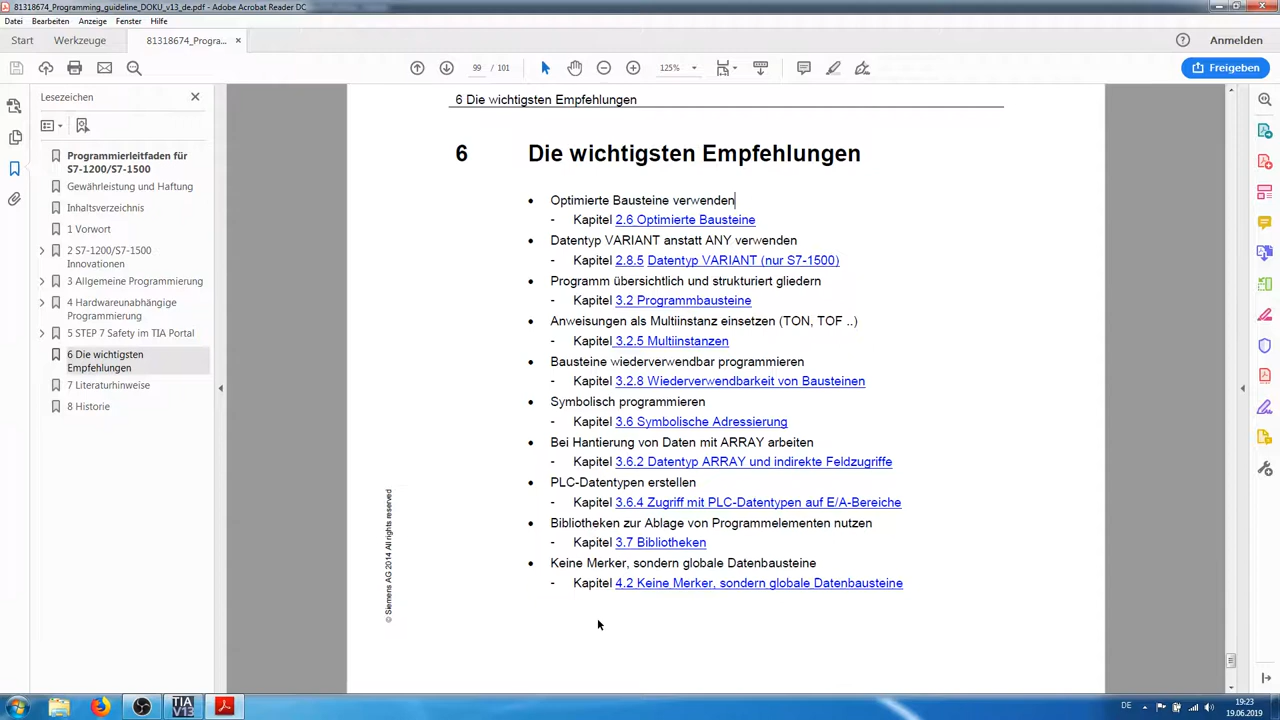 81318674_Programming_guideline_DOKU_v13_de.pdf - Adobe Acrobat Reader DC
Datei Bearbeiten Anzeige Fenster Hilfe
Start Werkzeuge 81318674_Progra... × Anmelden
99 / 101 125% Freigeben
Lesezeichen
Programmierleitfaden für
S7-1200/S7-1500
Gewährleistung und Haftung
Inhaltsverzeichnis
1 Vorwort
2 S7-1200/S7-1500
Innovationen
3 Allgemeine Programmierung
4 Hardwareunabhängige
Programmierung
5 STEP 7 Safety im TIA Portal
6 Die wichtigsten
Empfehlungen
7 Literaturhinweise
8 Historie
6 Die wichtigsten Empfehlungen
6 Die wichtigsten Empfehlungen
• Optimierte Bausteine verwenden
- Kapitel 2.6 Optimierte Bausteine
• Datentyp VARIANT anstatt ANY verwenden
- Kapitel 2.8.5 Datentyp VARIANT (nur S7-1500)
• Programm übersichtlich und strukturiert gliedern
- Kapitel 3.2 Programmbausteine
• Anweisungen als Multiinstanz einsetzen (TON, TOF ..)
- Kapitel 3.2.5 Multiinstanzen
• Bausteine wiederverwendbar programmieren
- Kapitel 3.2.8 Wiederverwendbarkeit von Bausteinen
• Symbolisch programmieren
- Kapitel 3.6 Symbolische Adressierung
• Bei Hantierung von Daten mit ARRAY arbeiten
- Kapitel 3.6.2 Datentyp ARRAY und indirekte Feldzugriffe
• PLC-Datentypen erstellen
- Kapitel 3.6.4 Zugriff mit PLC-Datentypen auf E/A-Bereiche
• Bibliotheken zur Ablage von Programmelementen nutzen
- Kapitel 3.7 Bibliotheken
• Keine Merker, sondern globale Datenbausteine
- Kapitel 4.2 Keine Merker, sondern globale Datenbausteine
© Siemens AG 2014 All rights reserved
TIA
V13
DE
19:23
19.06.2019